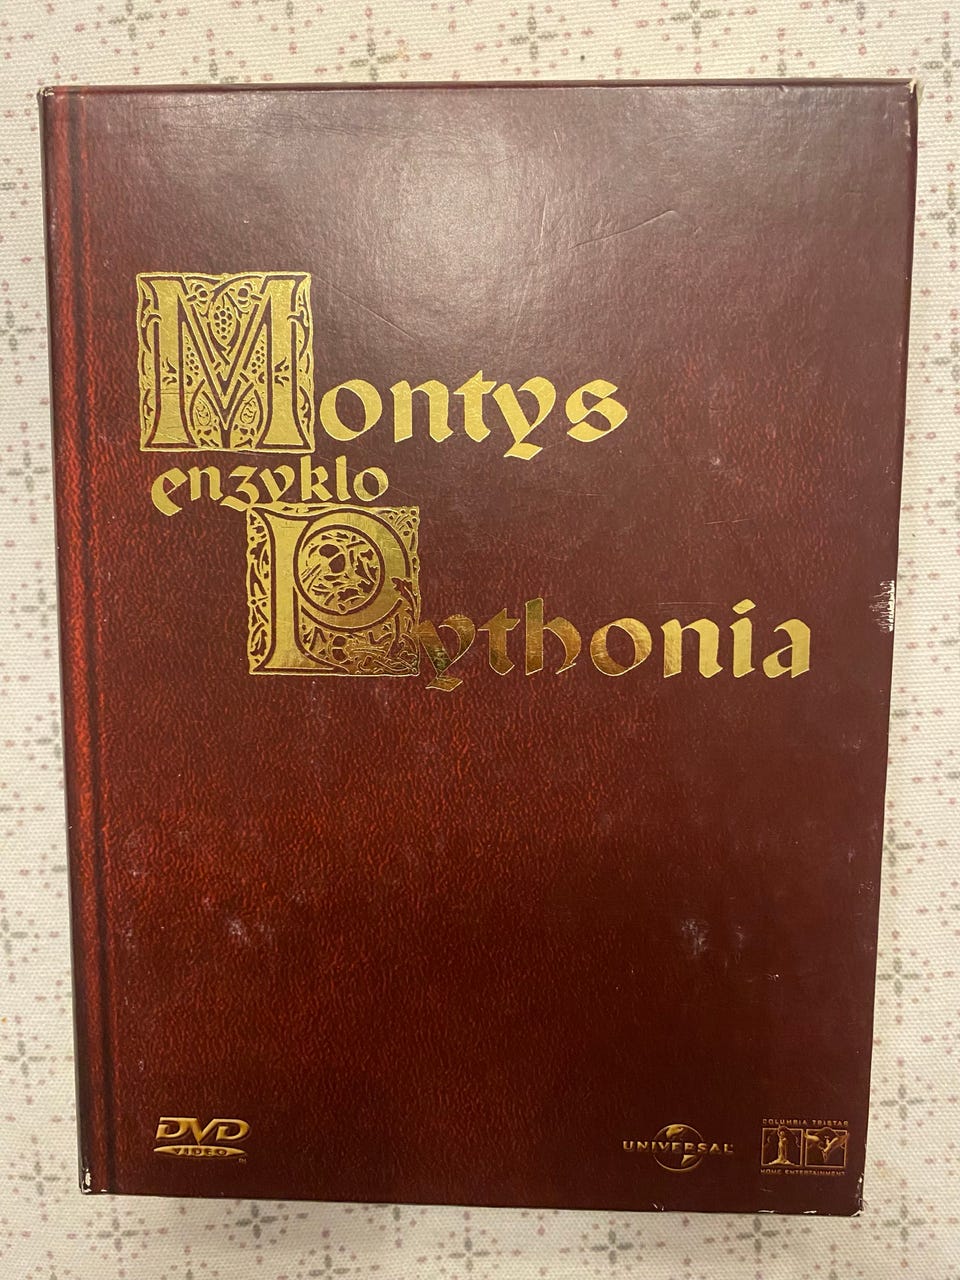 Montys
enzyklo
Pythonia
DVD
VIDEO
UNIVERSAL
COLUMBIA TRISTAR
HOME ENTERTAINMENT